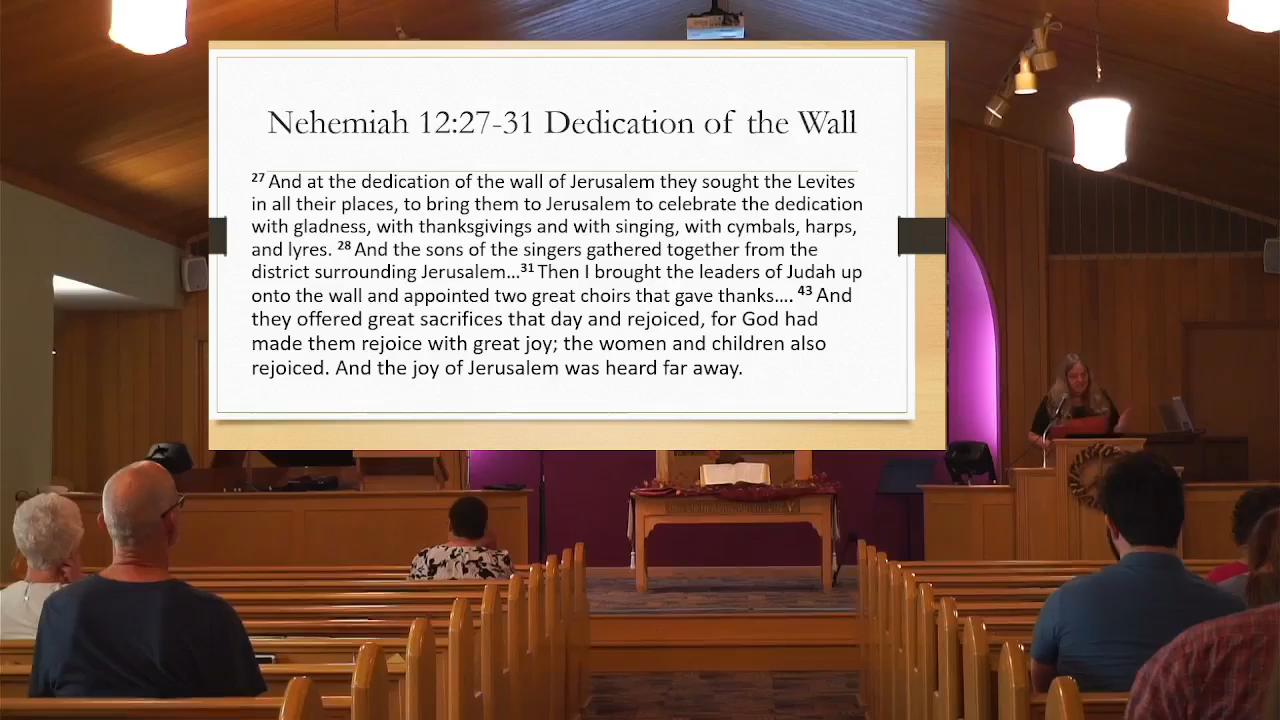 Nehemiah 12:27-31 Dedication of the Wall
27 And at the dedication of the wall of Jerusalem they sought the Levites
in all their places, to bring them to Jerusalem to celebrate the dedication
with gladness, with thanksgivings and with singing, with cymbals, harps,
and lyres. 28 And the sons of the singers gathered together from the
district surrounding Jerusalem...31 Then I brought the leaders of Judah up
onto the wall and appointed two great choirs that gave thanks.... 43 And
they offered great sacrifices that day and rejoiced, for God had
made them rejoice with great joy; the women and children also
rejoiced. And the joy of Jerusalem was heard far away.